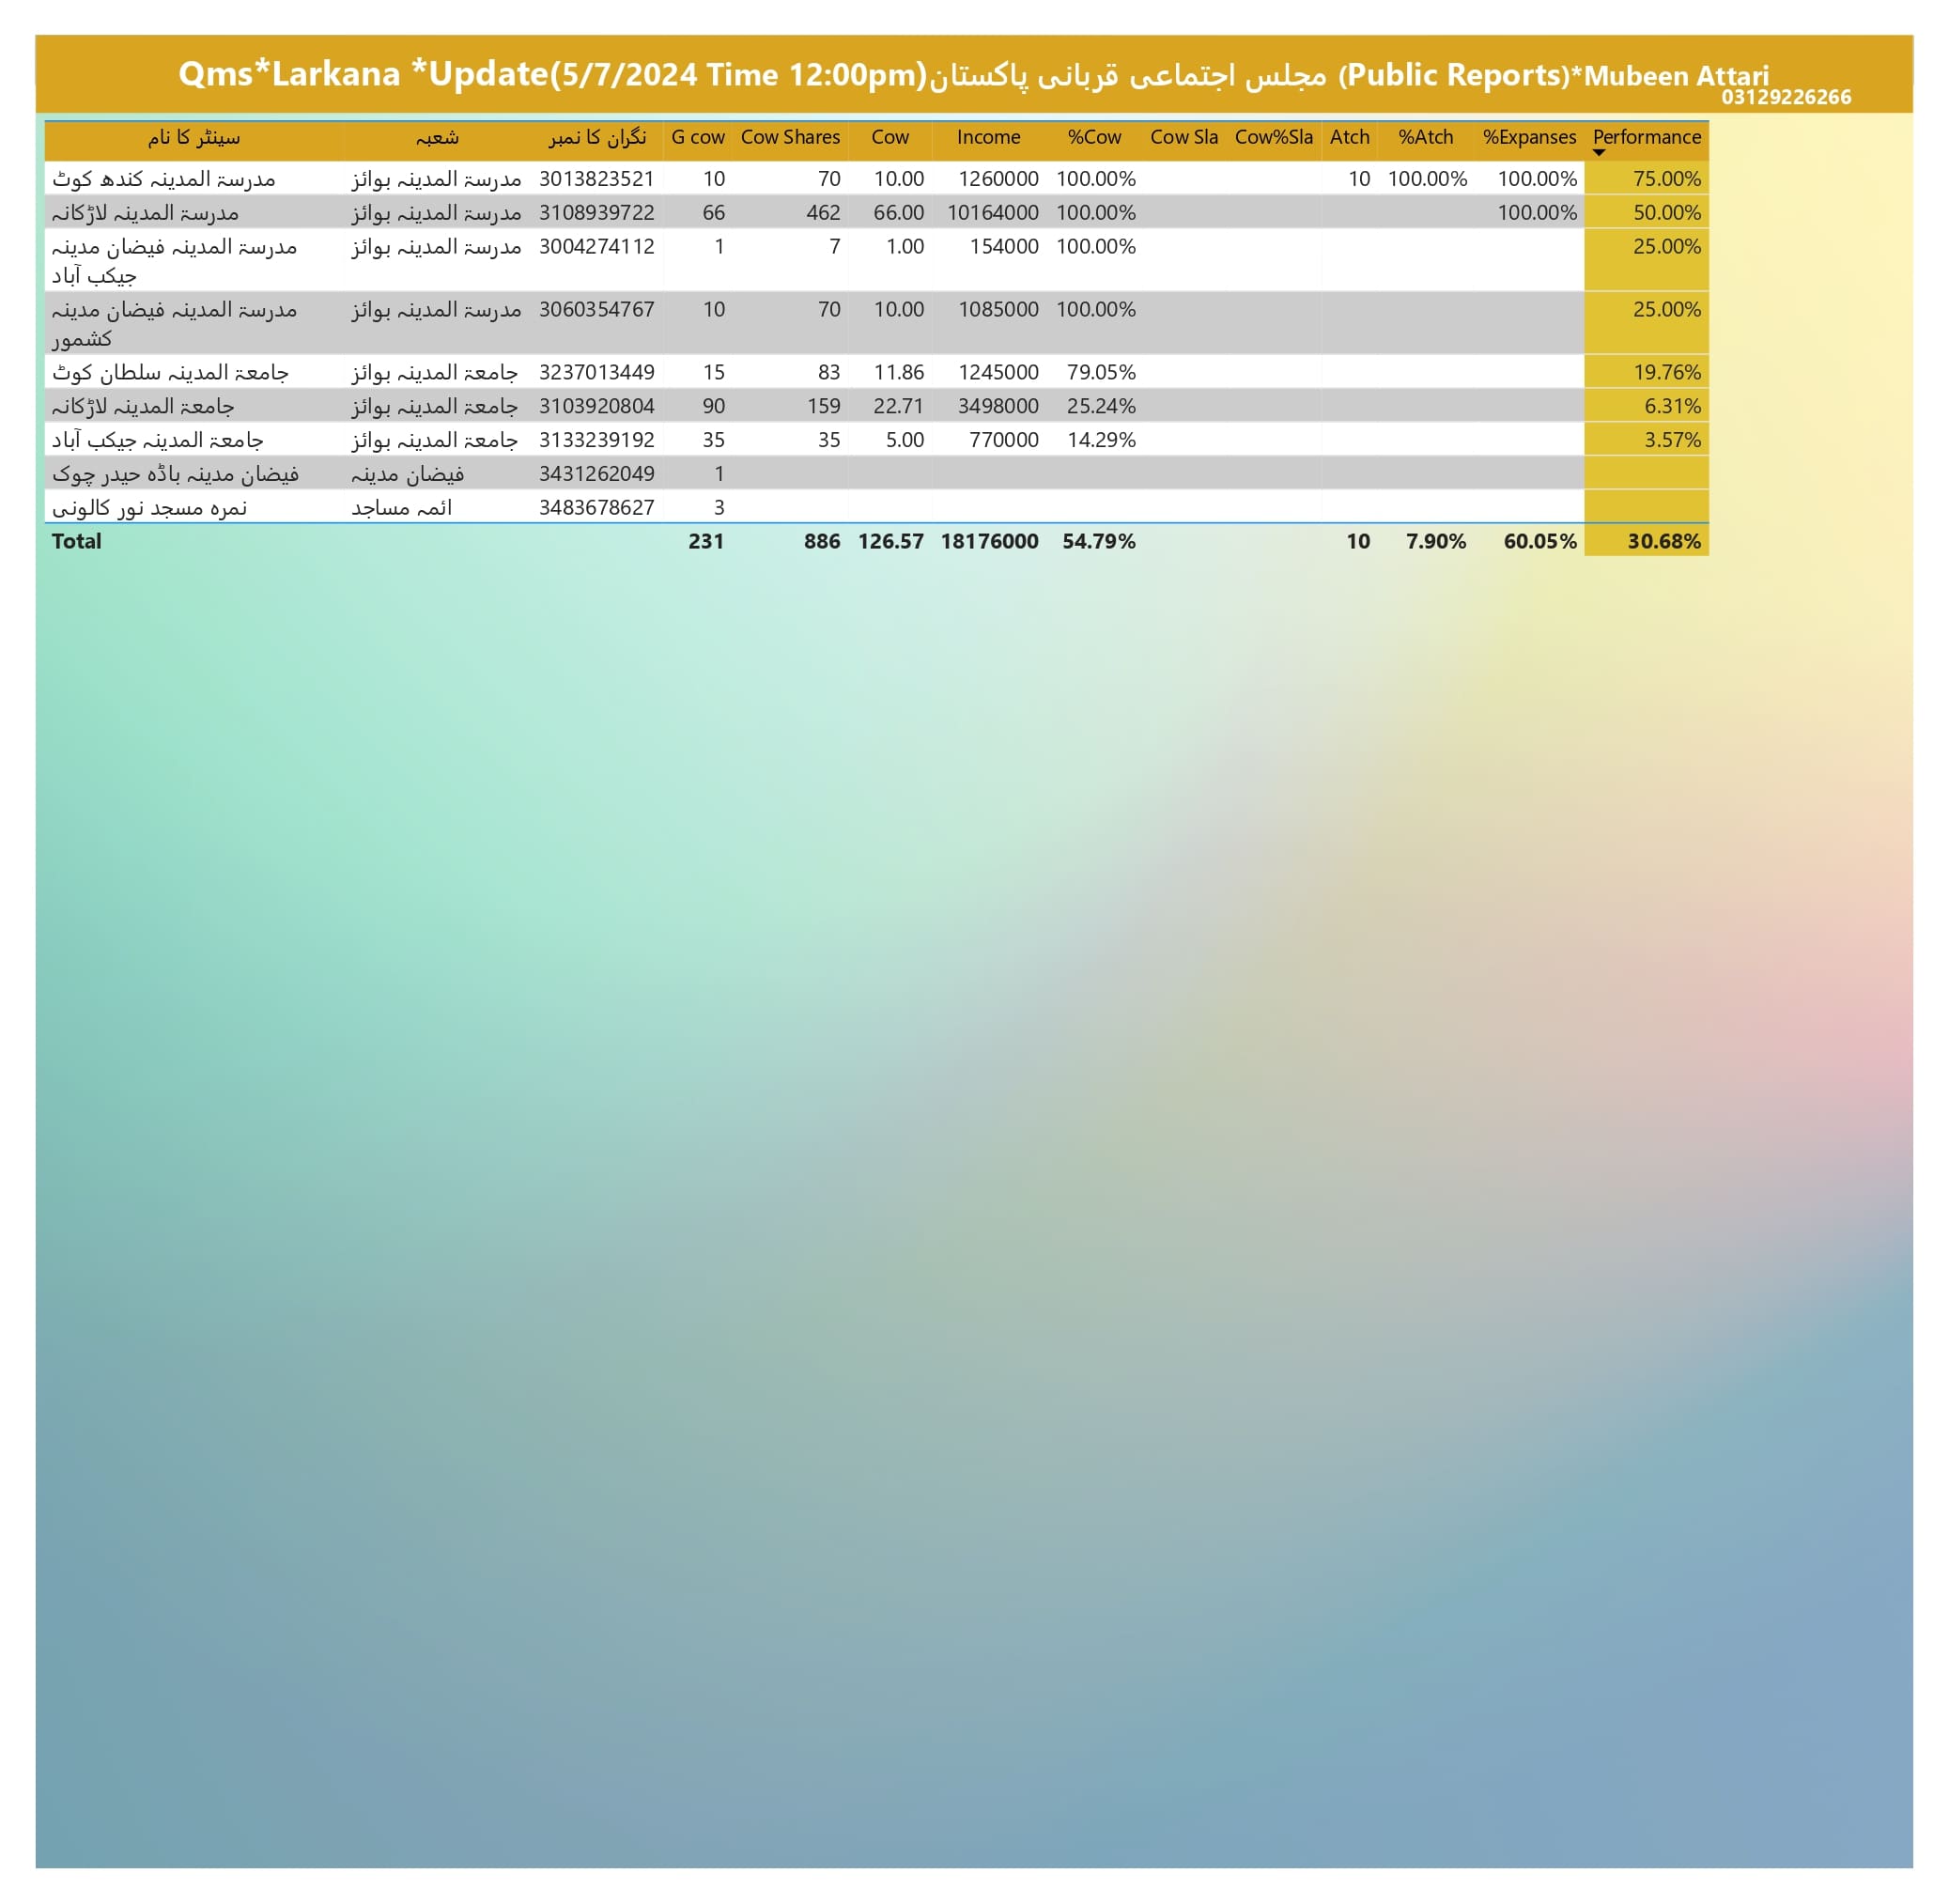 Qms*Larkana *Update(5/7/2024 Time 12:00pm)مجلس اجتماعی قربانی پاکستان (Public Reports)*Mubeen Attari
03129226266
سینٹر کا نام شعبہ نگران کا نمبر G cow Cow Shares Cow Income %Cow Cow Sla Cow%Sla Atch %Atch %Expanses Performance
مدرسۃ المدینہ کندھ کوٹ مدرسۃ المدینہ بوائز 3013823521 10 70 10.00 1260000 100.00% 10 100.00% 100.00% 75.00%
مدرسۃ المدینہ لاڑکانہ مدرسۃ المدینہ بوائز 3108939722 66 462 66.00 10164000 100.00% 100.00% 50.00%
مدرسۃ المدینہ فیضان مدینہ مدرسۃ المدینہ بوائز 3004274112 1 7 1.00 154000 100.00% 25.00%
جیکب آباد
مدرسۃ المدینہ فیضان مدینہ مدرسۃ المدینہ بوائز 3060354767 10 70 10.00 1085000 100.00% 25.00%
کشمور
جامعۃ المدینہ سلطان کوٹ جامعۃ المدینہ بوائز 3237013449 15 83 11.86 1245000 79.05% 19.76%
جامعۃ المدینہ لاڑکانہ جامعۃ المدینہ بوائز 3103920804 90 159 22.71 3498000 25.24% 6.31%
جامعۃ المدینہ جیکب آباد جامعۃ المدینہ بوائز 3133239192 35 35 5.00 770000 14.29% 3.57%
فیضان مدینہ باڈہ حیدر چوک فیضان مدینہ 3431262049 1
نمرہ مسجد نور کالونی ائمہ مساجد 3483678627 3
Total 231 886 126.57 18176000 54.79% 10 7.90% 60.05% 30.68%